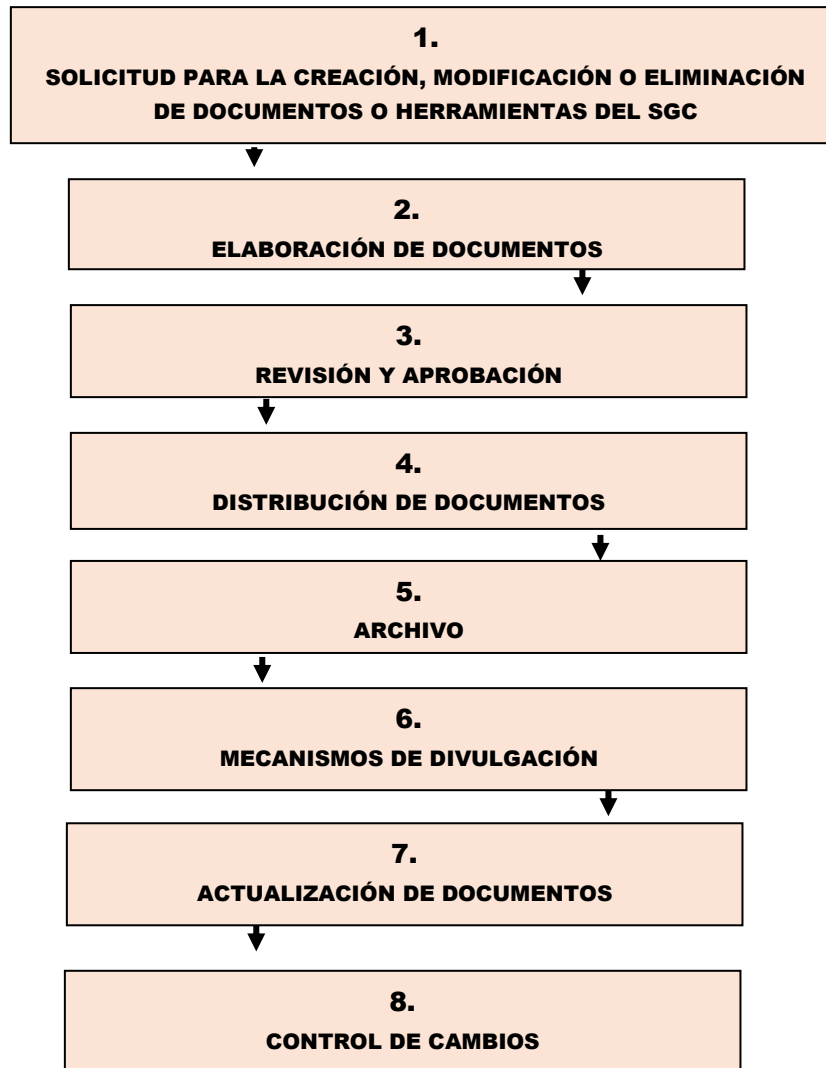 1.
SOLICITUD PARA LA CREACIÓN, MODIFICACIÓN O ELIMINACIÓN
DE DOCUMENTOS O HERRAMIENTAS DEL SGC
2.
ELABORACIÓN DE DOCUMENTOS
3.
REVISIÓN Y APROBACIÓN
4.
DISTRIBUCIÓN DE DOCUMENTOS
5.
ARCHIVO
6.
MECANISMOS DE DIVULGACIÓN
7.
ACTUALIZACIÓN DE DOCUMENTOS
8.
CONTROL DE CAMBIOS